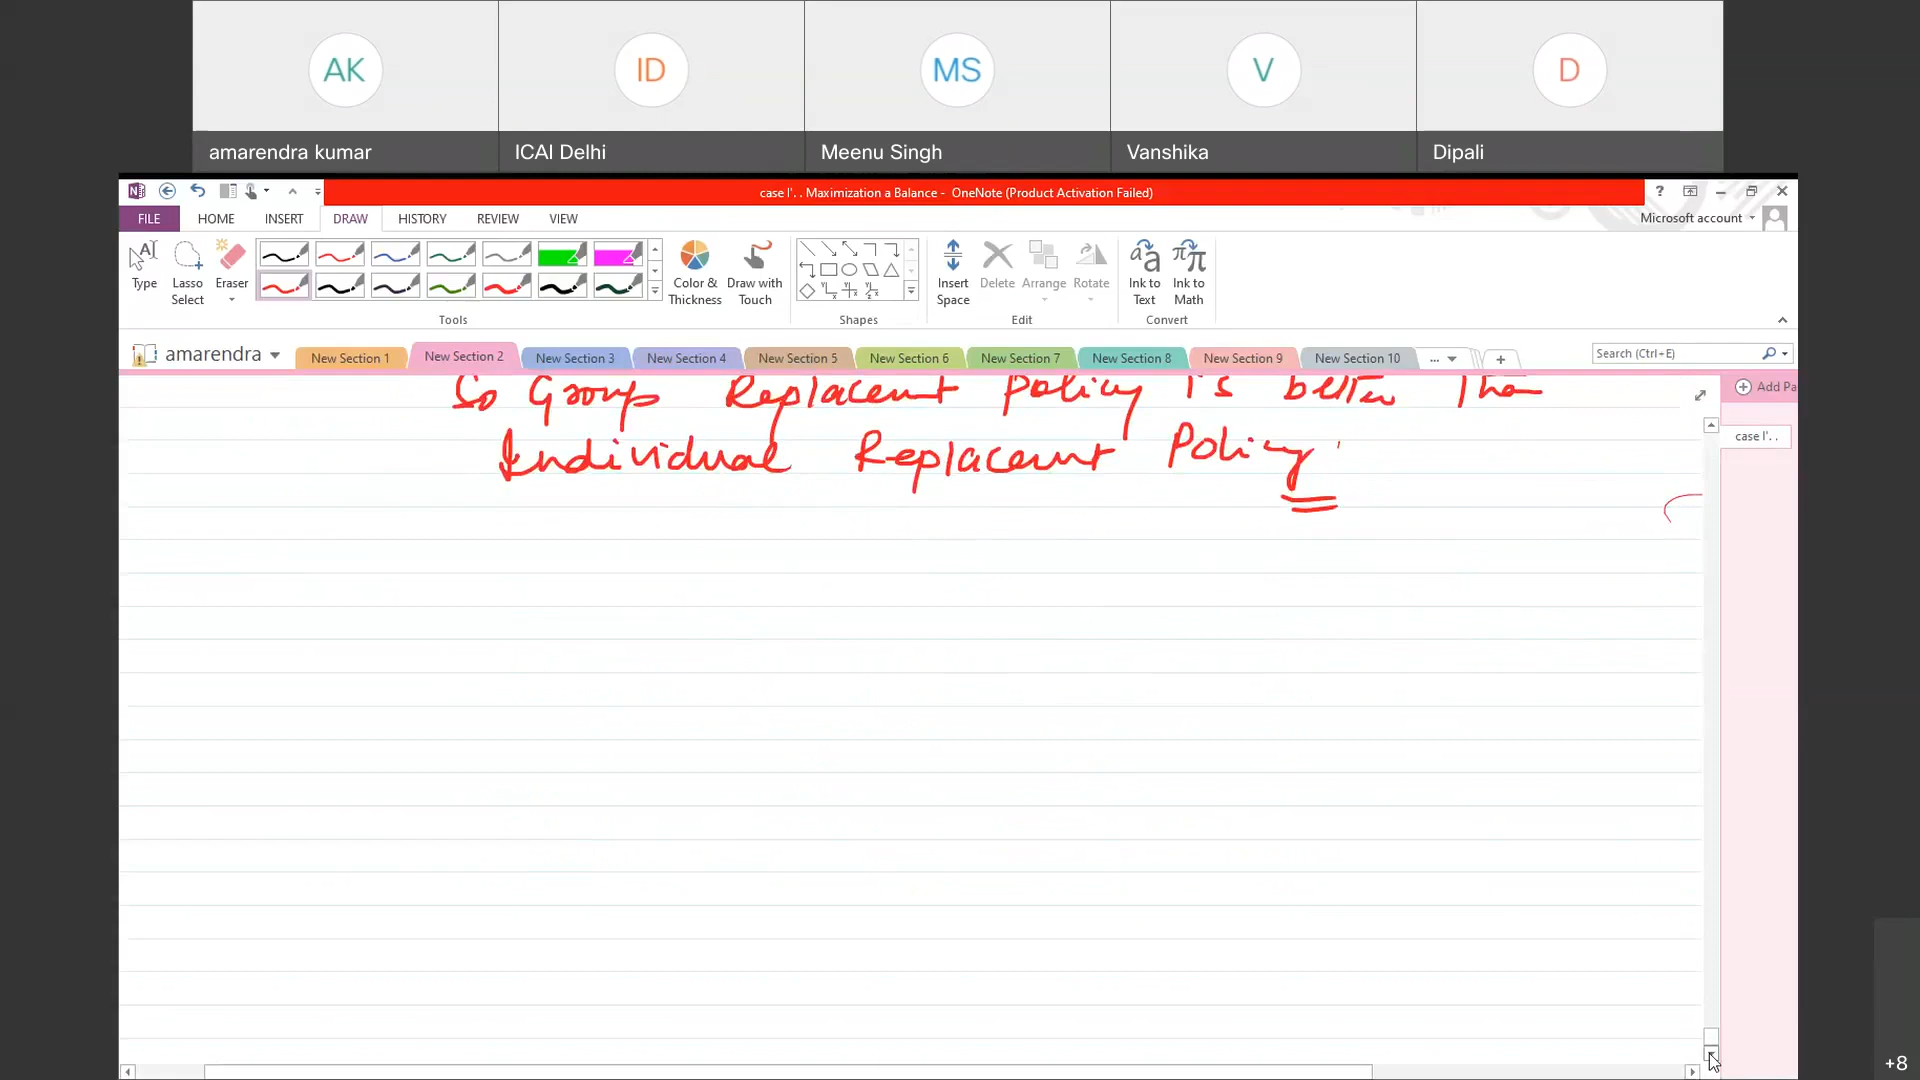 AK
ID
MS
V
D
amarendra kumar
ICAI Delhi
Meenu Singh
Vanshika
Dipali
case I'. . Maximization a Balance - OneNote (Product Activation Failed)
?
FILE
HOME
INSERT
DRAW
HISTORY
REVIEW
VIEW
Microsoft account
Type
Lasso Select
Eraser
Color & Thickness
Draw with Touch
Insert Space
Delete
Arrange
Rotate
Ink to Text
Ink to Math
Tools
Shapes
Edit
Convert
amarendra
New Section 1
New Section 2
New Section 3
New Section 4
New Section 5
New Section 6
New Section 7
New Section 8
New Section 9
New Section 10
...
Search (Ctrl+E)
Add Pa
case I'. .
So Group Replacent Policy is better than
Individual Replacent Policy
+8